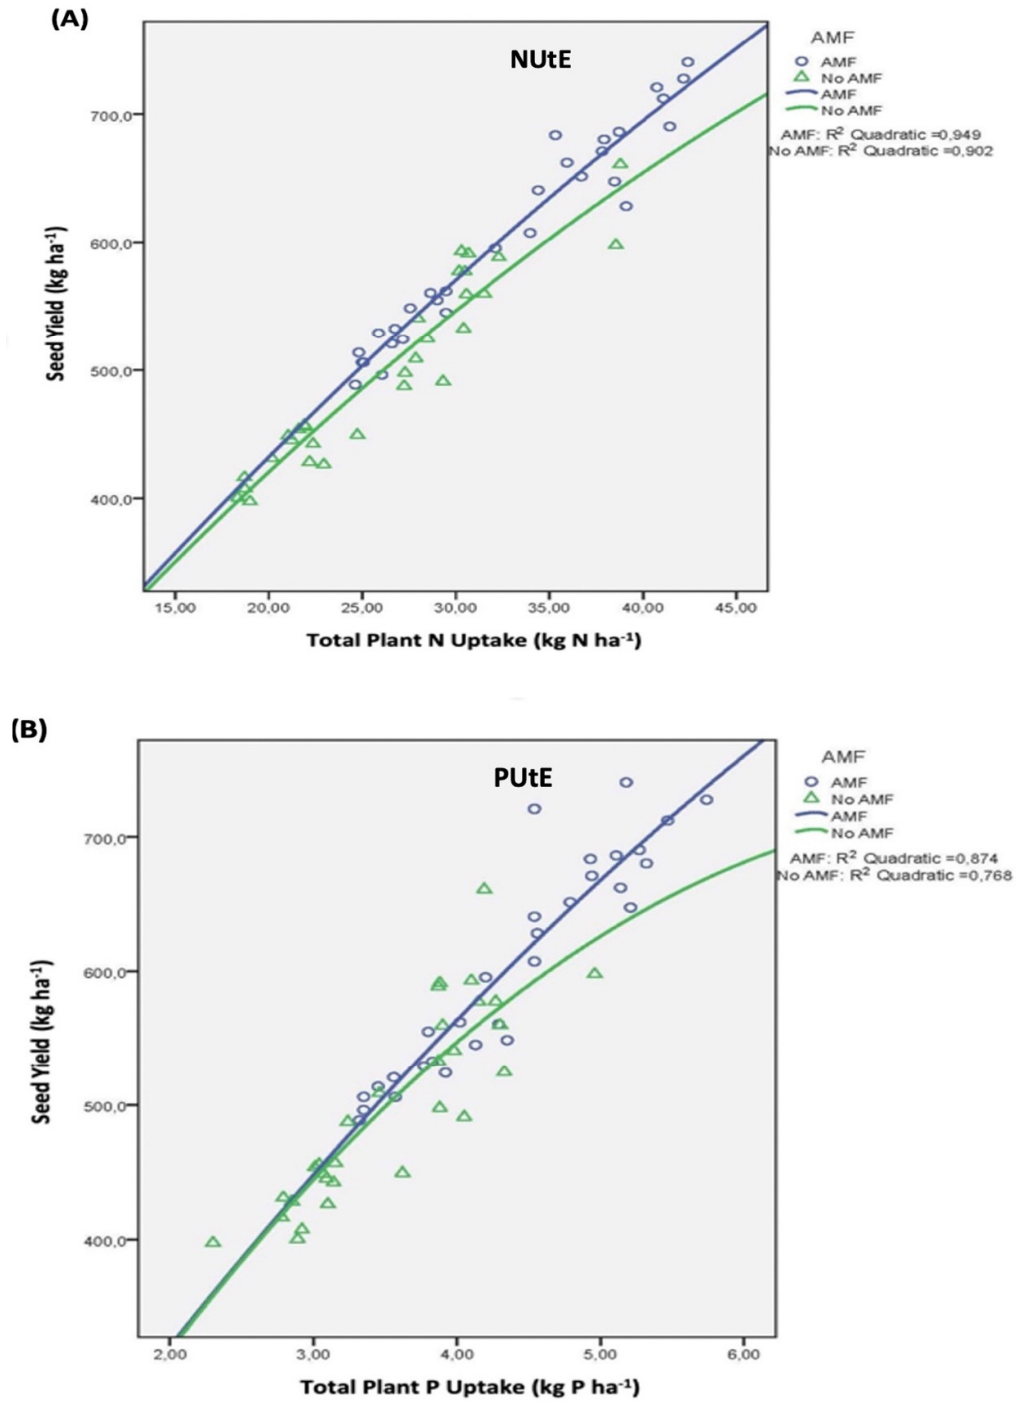 (A)
NUtE
AMF
AMF
No AMF
AMF
No AMF
AMF: R² Quadratic =0,949
No AMF: R² Quadratic =0,902
700,0
600,0
500,0
400,0
Seed Yield (kg ha⁻¹)
15,00 20,00 25,00 30,00 35,00 40,00 45,00
Total Plant N Uptake (kg N ha⁻¹)
(B)
PUtE
AMF
AMF
No AMF
AMF
No AMF
AMF: R² Quadratic =0,874
No AMF: R² Quadratic =0,768
700,0
600,0
500,0
400,0
Seed Yield (kg ha⁻¹)
2,00 3,00 4,00 5,00 6,00
Total Plant P Uptake (kg P ha⁻¹)